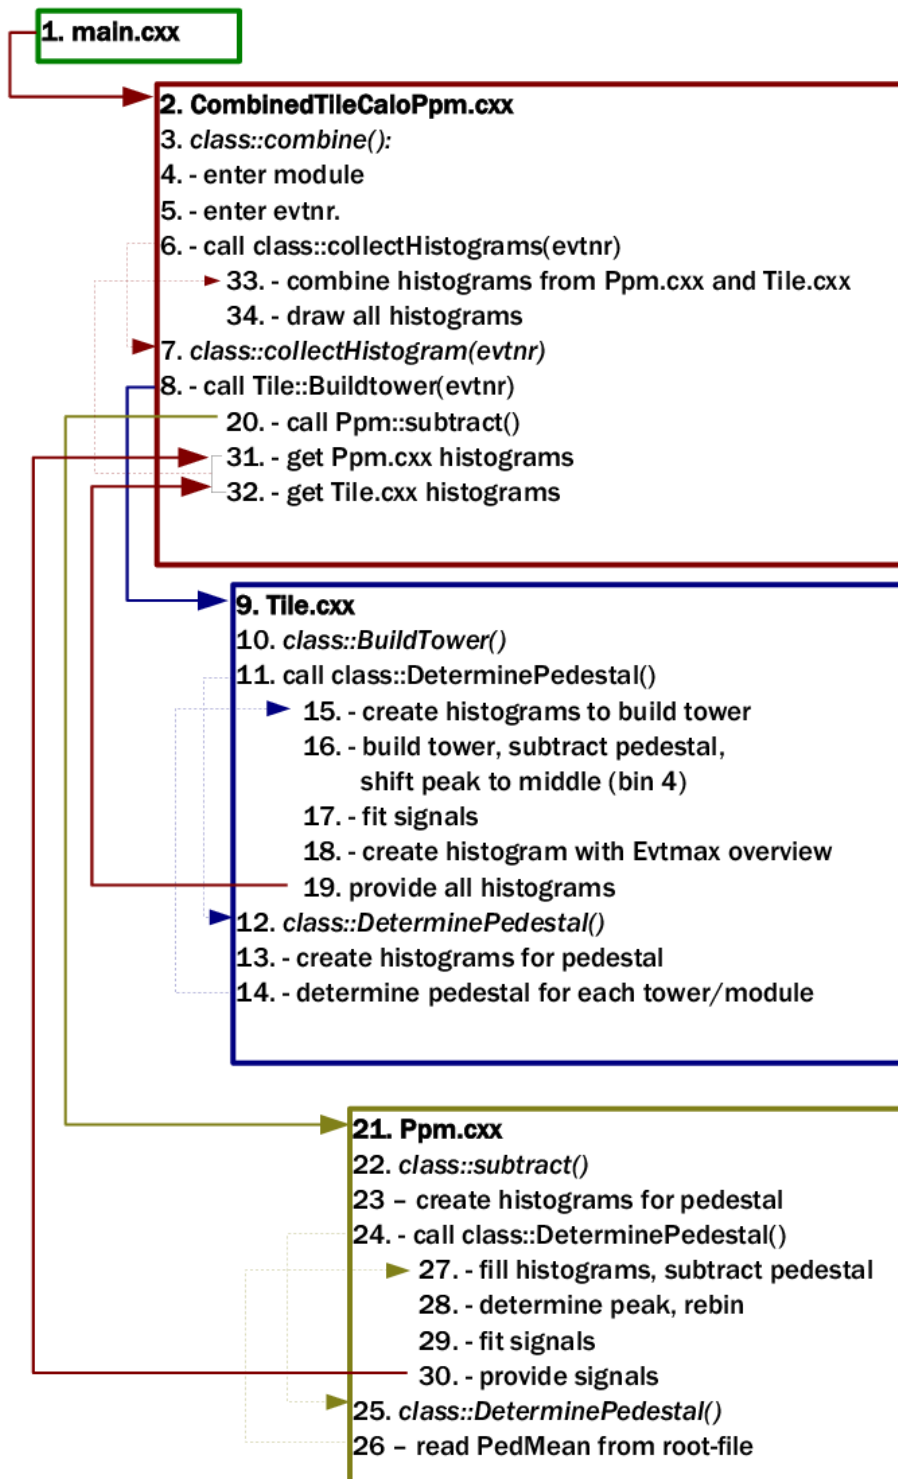 1. main.cxx
2. CombinedTileCaloPpm.cxx
3. class::combine():
4. - enter module
5. - enter evtnr.
6. - call class::collectHistograms(evtnr)
33. - combine histograms from Ppm.cxx and Tile.cxx
34. - draw all histograms
7. class::collectHistogram(evtnr)
8. - call Tile::Buildtower(evtnr)
20. - call Ppm::subtract()
31. - get Ppm.cxx histograms
32. - get Tile.cxx histograms
9. Tile.cxx
10. class::BuildTower()
11. call class::DeterminePedestal()
15. - create histograms to build tower
16. - build tower, subtract pedestal,
shift peak to middle (bin 4)
17. - fit signals
18. - create histogram with Evtmax overview
19. provide all histograms
12. class::DeterminePedestal()
13. - create histograms for pedestal
14. - determine pedestal for each tower/module
21. Ppm.cxx
22. class::subtract()
23 – create histograms for pedestal
24. - call class::DeterminePedestal()
27. - fill histograms, subtract pedestal
28. - determine peak, rebin
29. - fit signals
30. - provide signals
25. class::DeterminePedestal()
26 – read PedMean from root-file